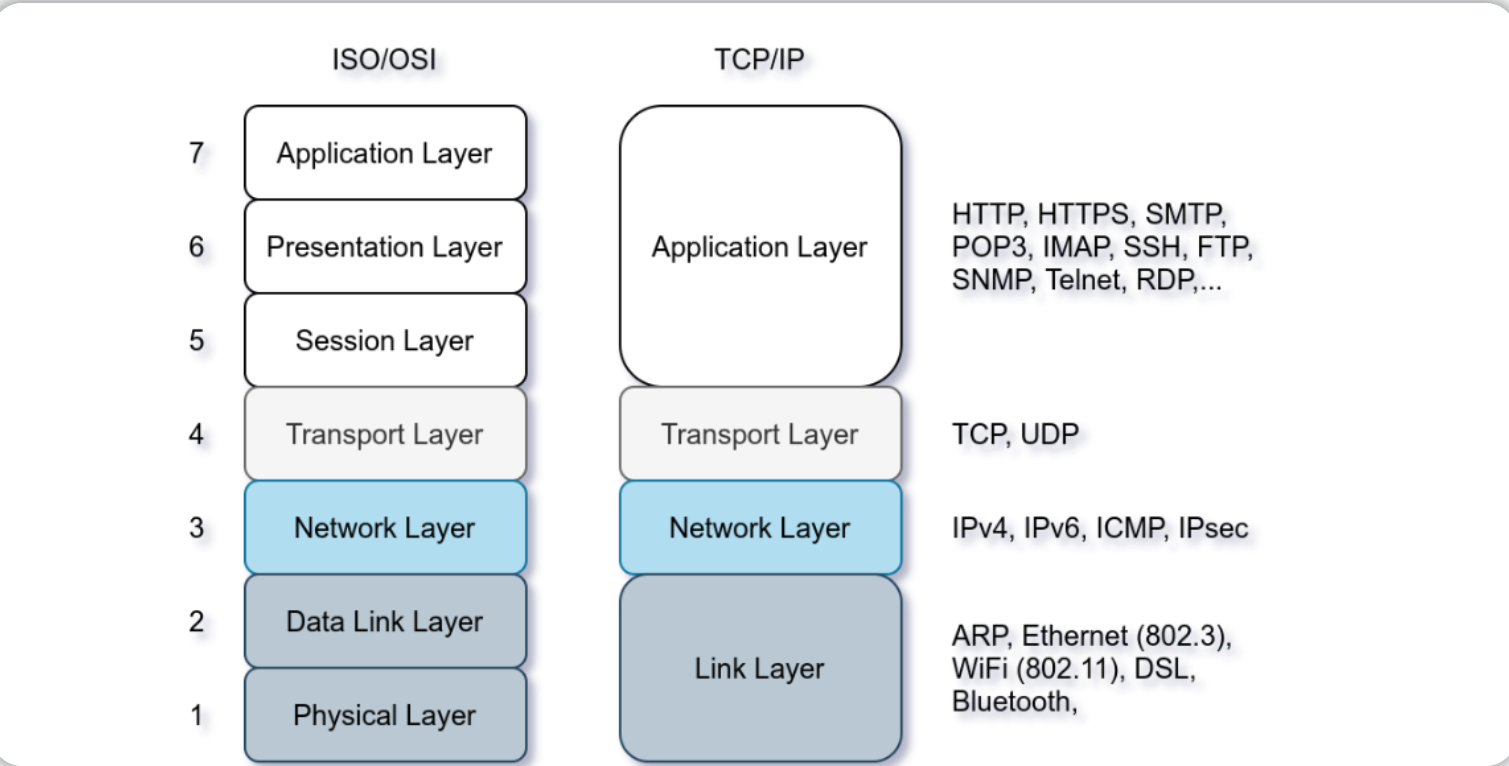 ISO/OSI
TCP/IP
7
Application Layer
6
Presentation Layer
5
Session Layer
Application Layer
HTTP, HTTPS, SMTP,
POP3, IMAP, SSH, FTP,
SNMP, Telnet, RDP,...
4
Transport Layer
Transport Layer
TCP, UDP
3
Network Layer
Network Layer
IPv4, IPv6, ICMP, IPsec
2
Data Link Layer
1
Physical Layer
Link Layer
ARP, Ethernet (802.3),
WiFi (802.11), DSL,
Bluetooth,